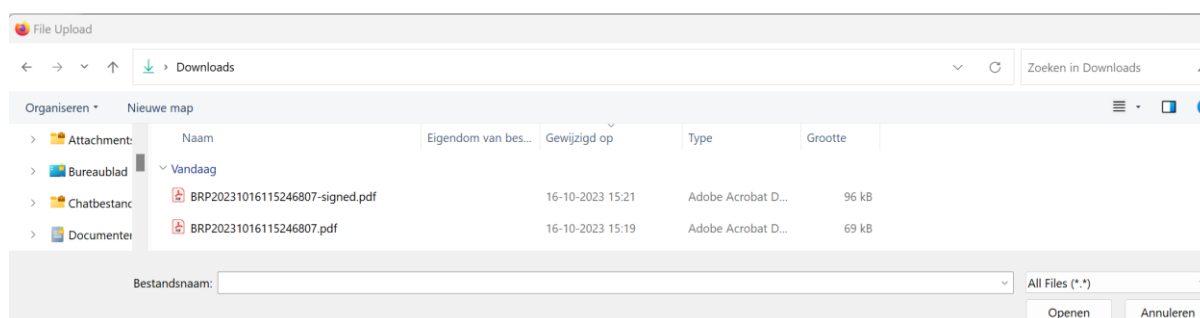 File Upload
Downloads
Zoeken in Downloads
Organiseren
Nieuwe map
Naam
Eigendom van bes...
Gewijzigd op
Type
Grootte
Attachments
Bureaublad
Chatbestand
Documenten
Vandaag
BRP20231016115246807-signed.pdf 16-10-2023 15:21 Adobe Acrobat D... 96 kB
BRP20231016115246807.pdf 16-10-2023 15:19 Adobe Acrobat D... 69 kB
Bestandsnaam:
All Files (*.*)
Openen
Annuleren